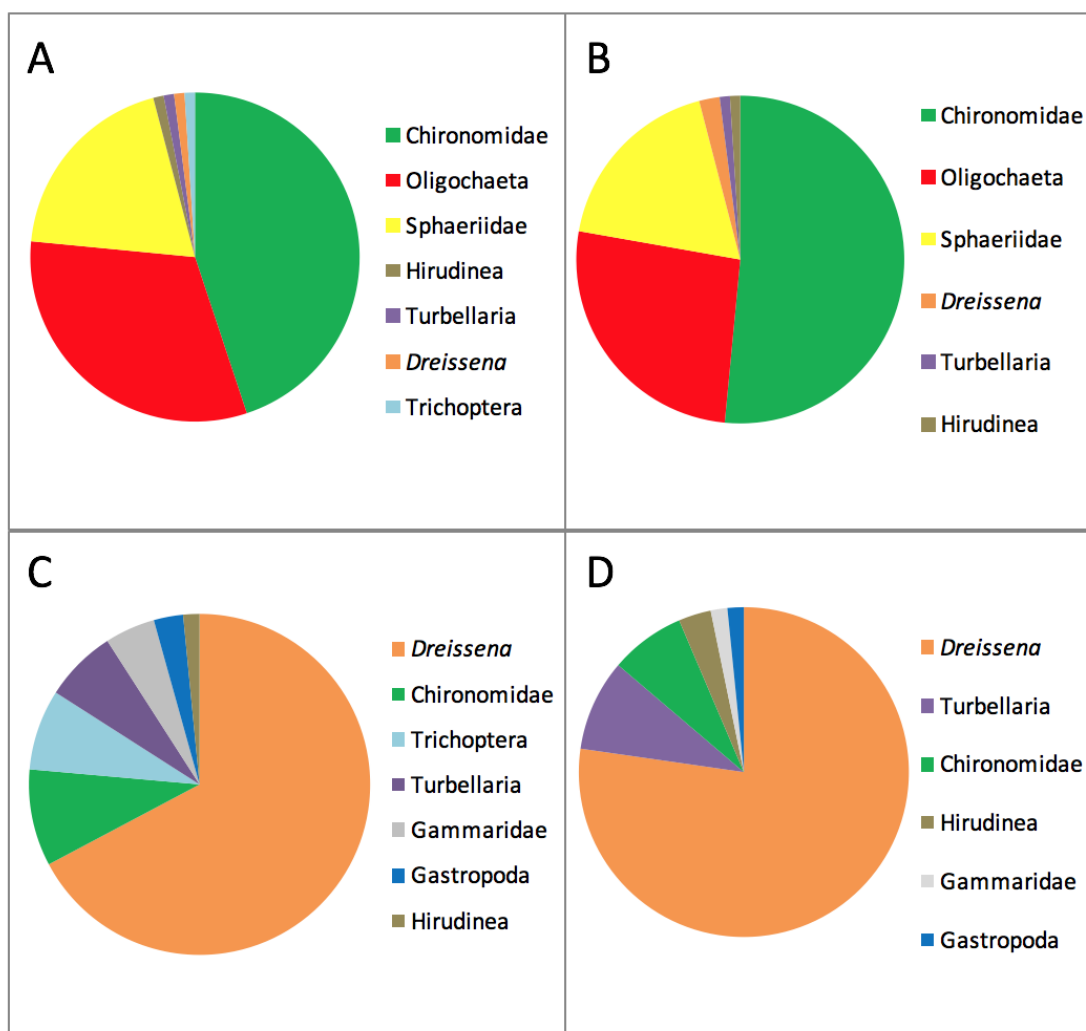 A
Chironomidae
Oligochaeta
Sphaeriidae
Hirudinea
Turbellaria
Dreissena
Trichoptera
B
Chironomidae
Oligochaeta
Sphaeriidae
Dreissena
Turbellaria
Hirudinea
C
Dreissena
Chironomidae
Trichoptera
Turbellaria
Gammaridae
Gastropoda
Hirudinea
D
Dreissena
Turbellaria
Chironomidae
Hirudinea
Gammaridae
Gastropoda